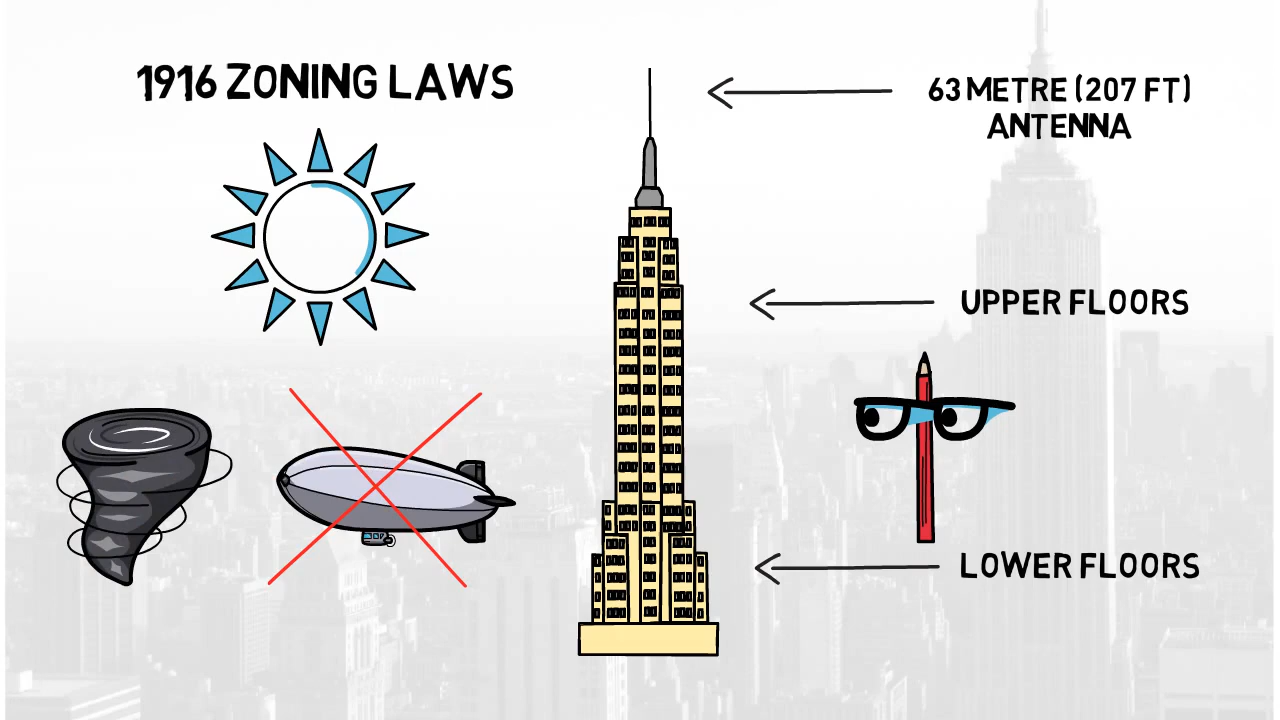 1916 ZONING LAWS
63 METRE (207 FT)
ANTENNA
UPPER FLOORS
LOWER FLOORS